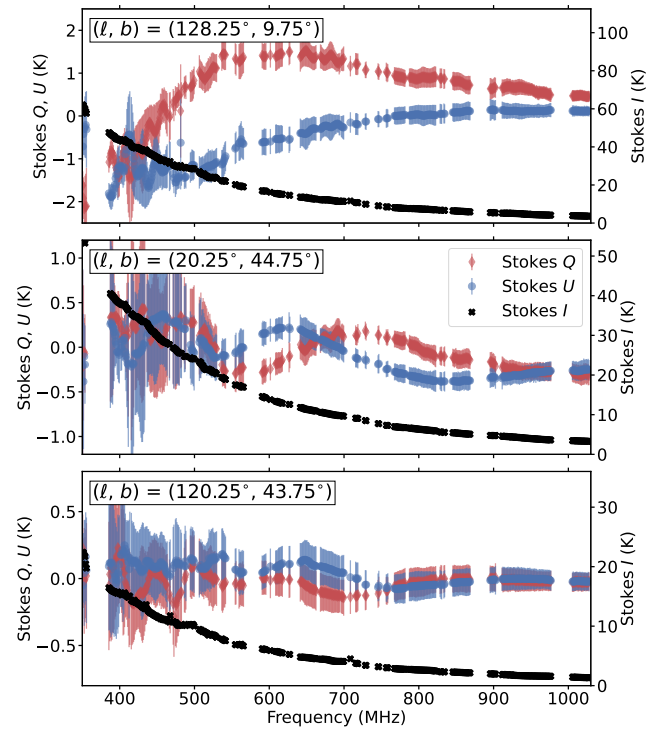 (ℓ, b) = (128.25°, 9.75°)
Stokes Q, U (K)
2
1
0
−1
−2
100
80
60
40
20
0
Stokes I (K)
(ℓ, b) = (20.25°, 44.75°)
Stokes Q, U (K)
1.0
0.5
0.0
−0.5
−1.0
Stokes Q
Stokes U
Stokes I
50
40
30
20
10
0
Stokes I (K)
(ℓ, b) = (120.25°, 43.75°)
Stokes Q, U (K)
0.5
0.0
−0.5
30
20
10
0
Stokes I (K)
400 500 600 700 800 900 1000
Frequency (MHz)